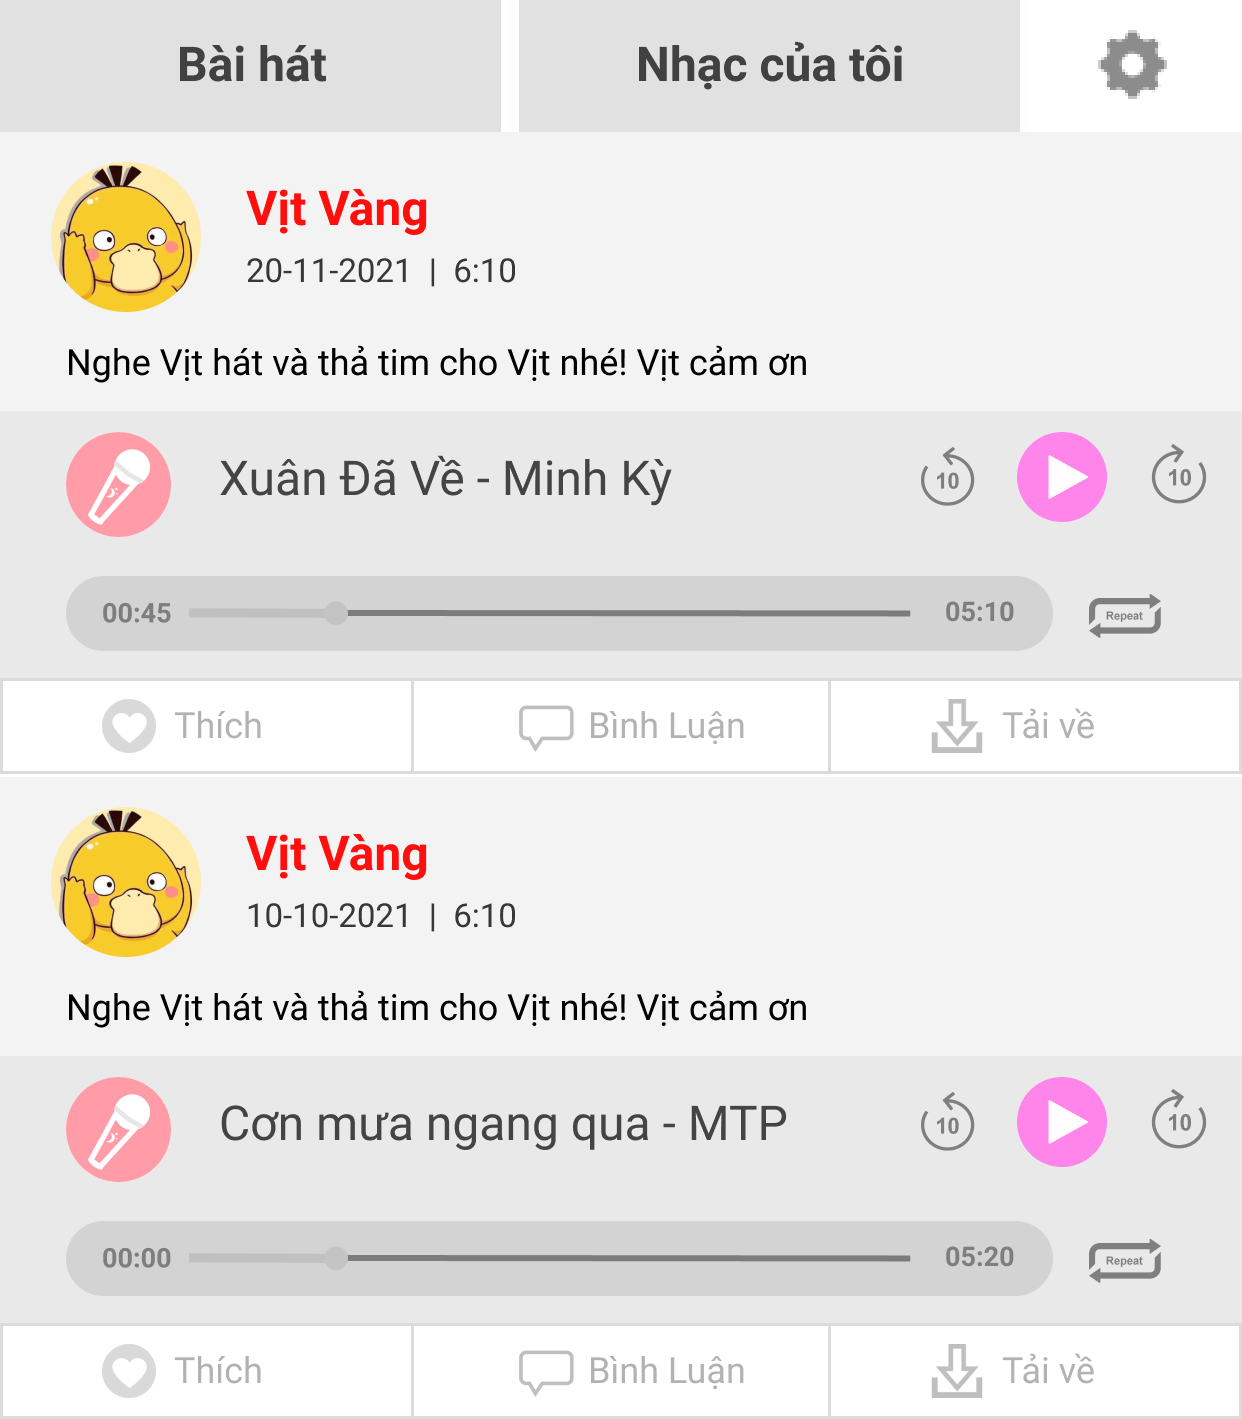 Bài hát
Nhạc của tôi
Vịt Vàng
20-11-2021 | 6:10
Nghe Vịt hát và thả tim cho Vịt nhé! Vịt cảm ơn
Xuân Đã Về - Minh Kỳ
10
10
00:45
05:10
Repeat
Thích
Bình Luận
Tải về
Vịt Vàng
10-10-2021 | 6:10
Nghe Vịt hát và thả tim cho Vịt nhé! Vịt cảm ơn
Cơn mưa ngang qua - MTP
10
10
00:00
05:20
Repeat
Thích
Bình Luận
Tải về